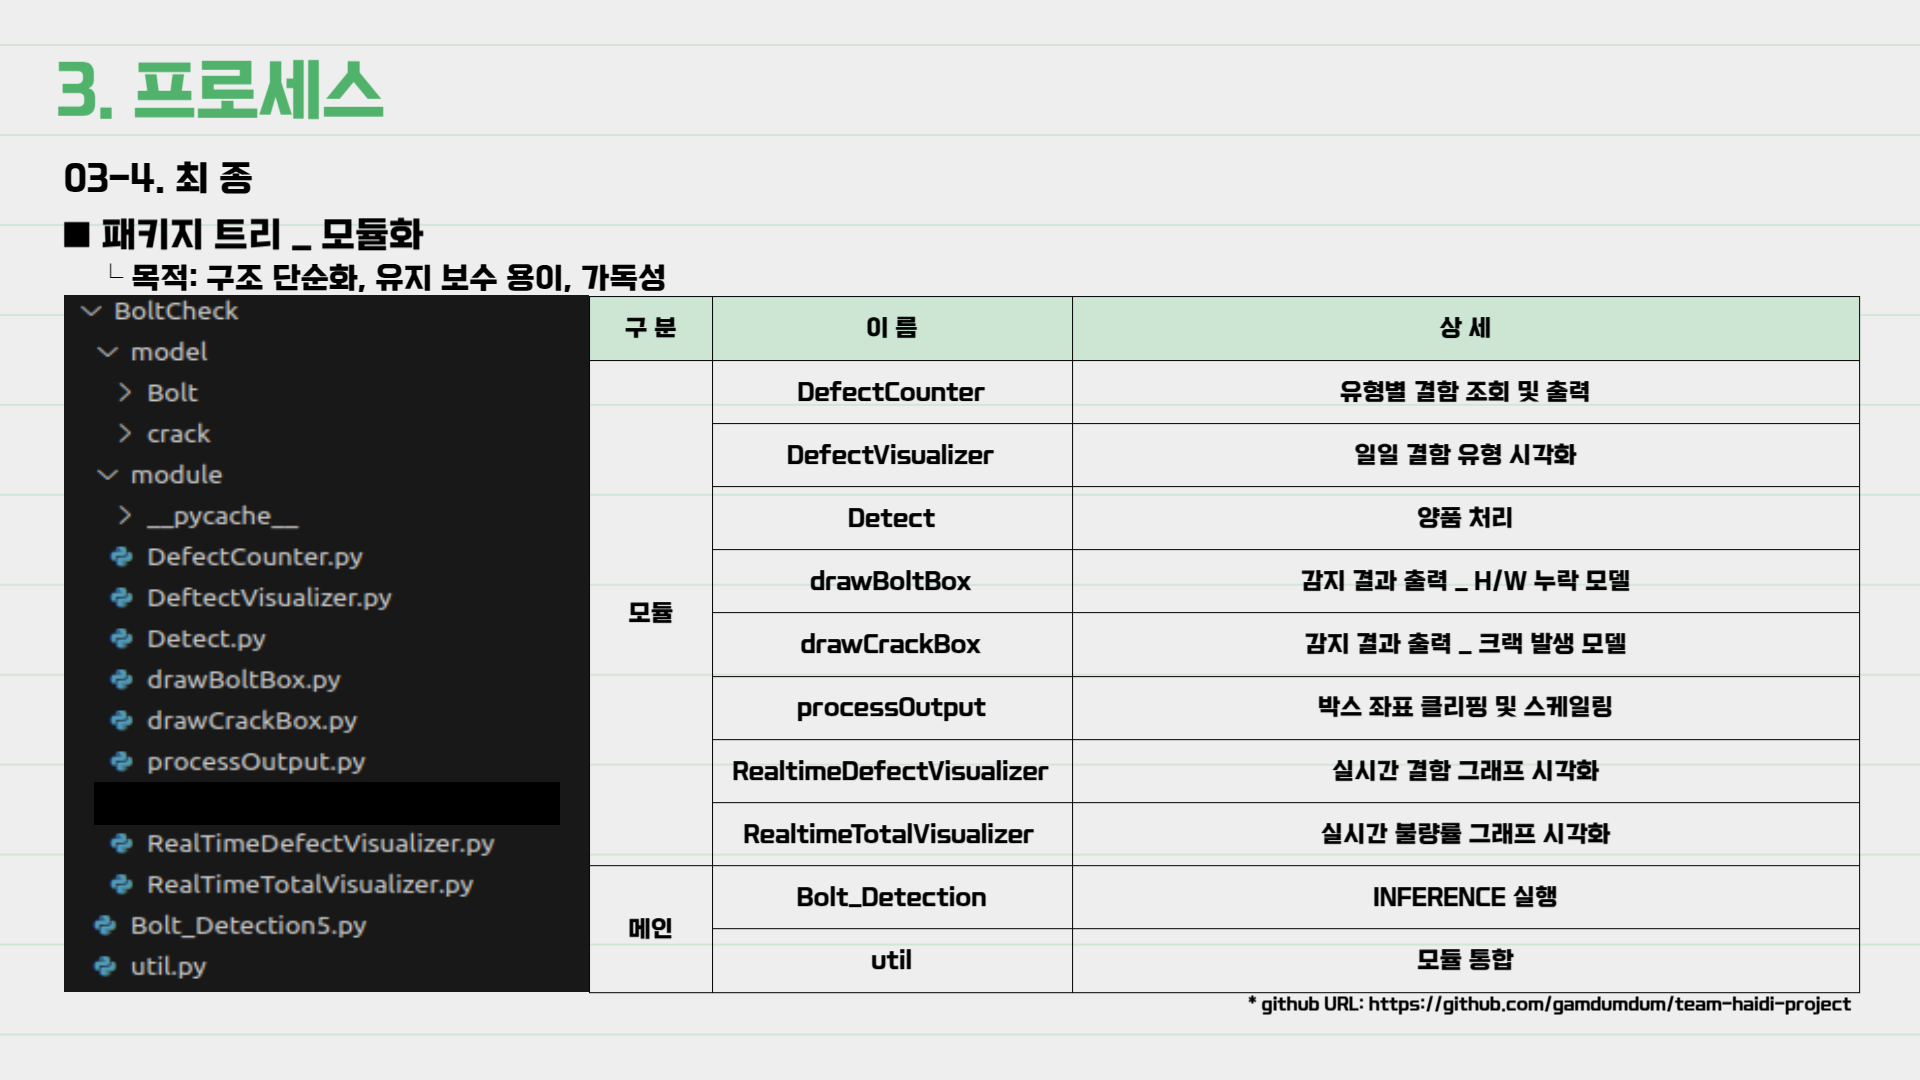 3. 프로세스
03-4. 최 종
■ 패키지 트리 _ 모듈화
└ 목적: 구조 단순화, 유지 보수 용이, 가독성
BoltCheck
model
Bolt
crack
module
__pycache__
DefectCounter.py
DeftectVisualizer.py
Detect.py
drawBoltBox.py
drawCrackBox.py
processOutput.py
RealTimeDefectVisualizer.py
RealTimeTotalVisualizer.py
Bolt_Detection5.py
util.py
구 분 이 름 상 세
모듈
DefectCounter 유형별 결함 조회 및 출력
DefectVisualizer 일일 결함 유형 시각화
Detect 양품 처리
drawBoltBox 감지 결과 출력 _ H/W 누락 모델
drawCrackBox 감지 결과 출력 _ 크랙 발생 모델
processOutput 박스 좌표 클리핑 및 스케일링
RealtimeDefectVisualizer 실시간 결함 그래프 시각화
RealtimeTotalVisualizer 실시간 불량률 그래프 시각화
메인
Bolt_Detection INFERENCE 실행
util 모듈 통합
* github URL: https://github.com/gamdumdum/team-haidi-project